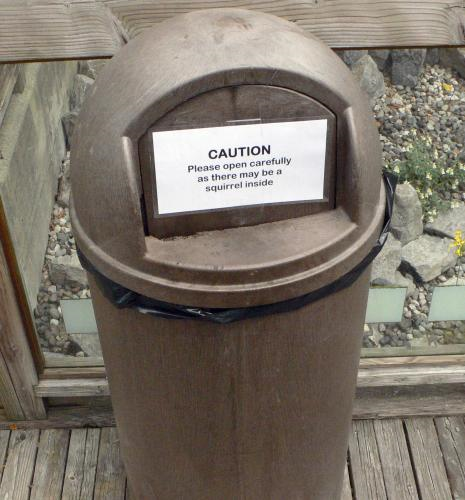 CAUTION
Please open carefully
as there may be a
squirrel inside